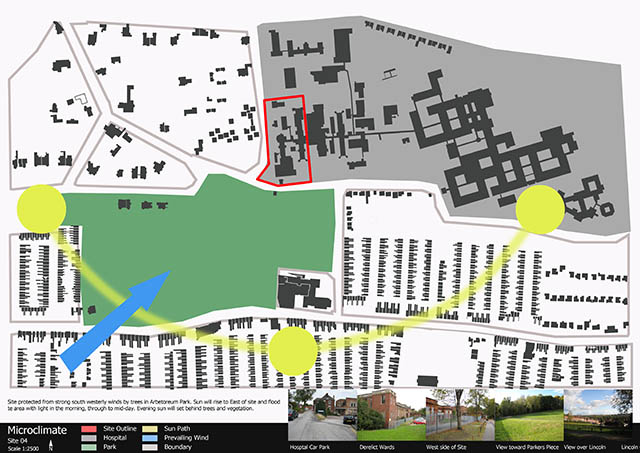 Site protected from strong south westerly winds by trees in Arbetoreum Park. Sun will rise to East of site and flood
te area with light in the morning, through to mid-day. Evening sun will set behind trees and vegetation.
Microclimate
Site 04
Scale 1:2500
N
Site Outline
Hospital
Park
Sun Path
Prevailing Wind
Boundary
Hosptal Car Park
Derelict Wards
West side of Site
View toward Parkers Piece
View over Lincoln
Lincoln